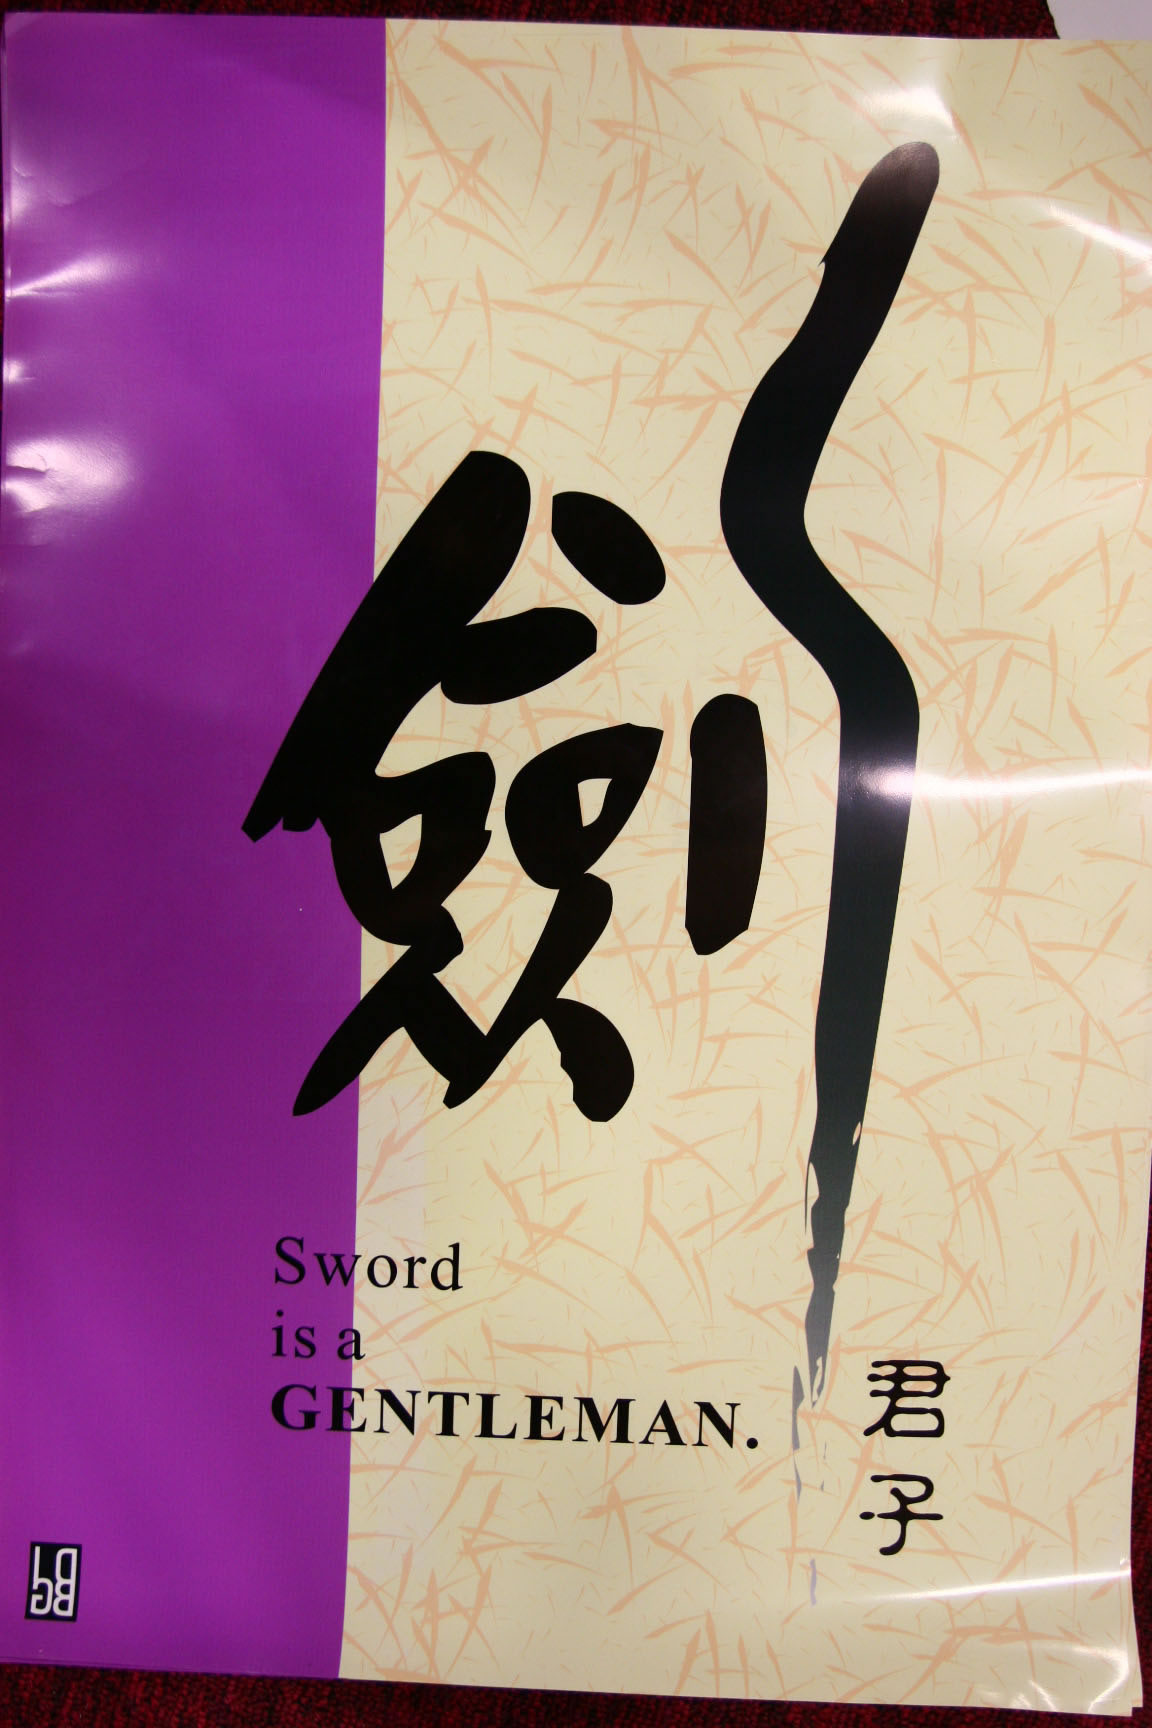 劍
Sword
is a
GENTLEMAN.
君
子